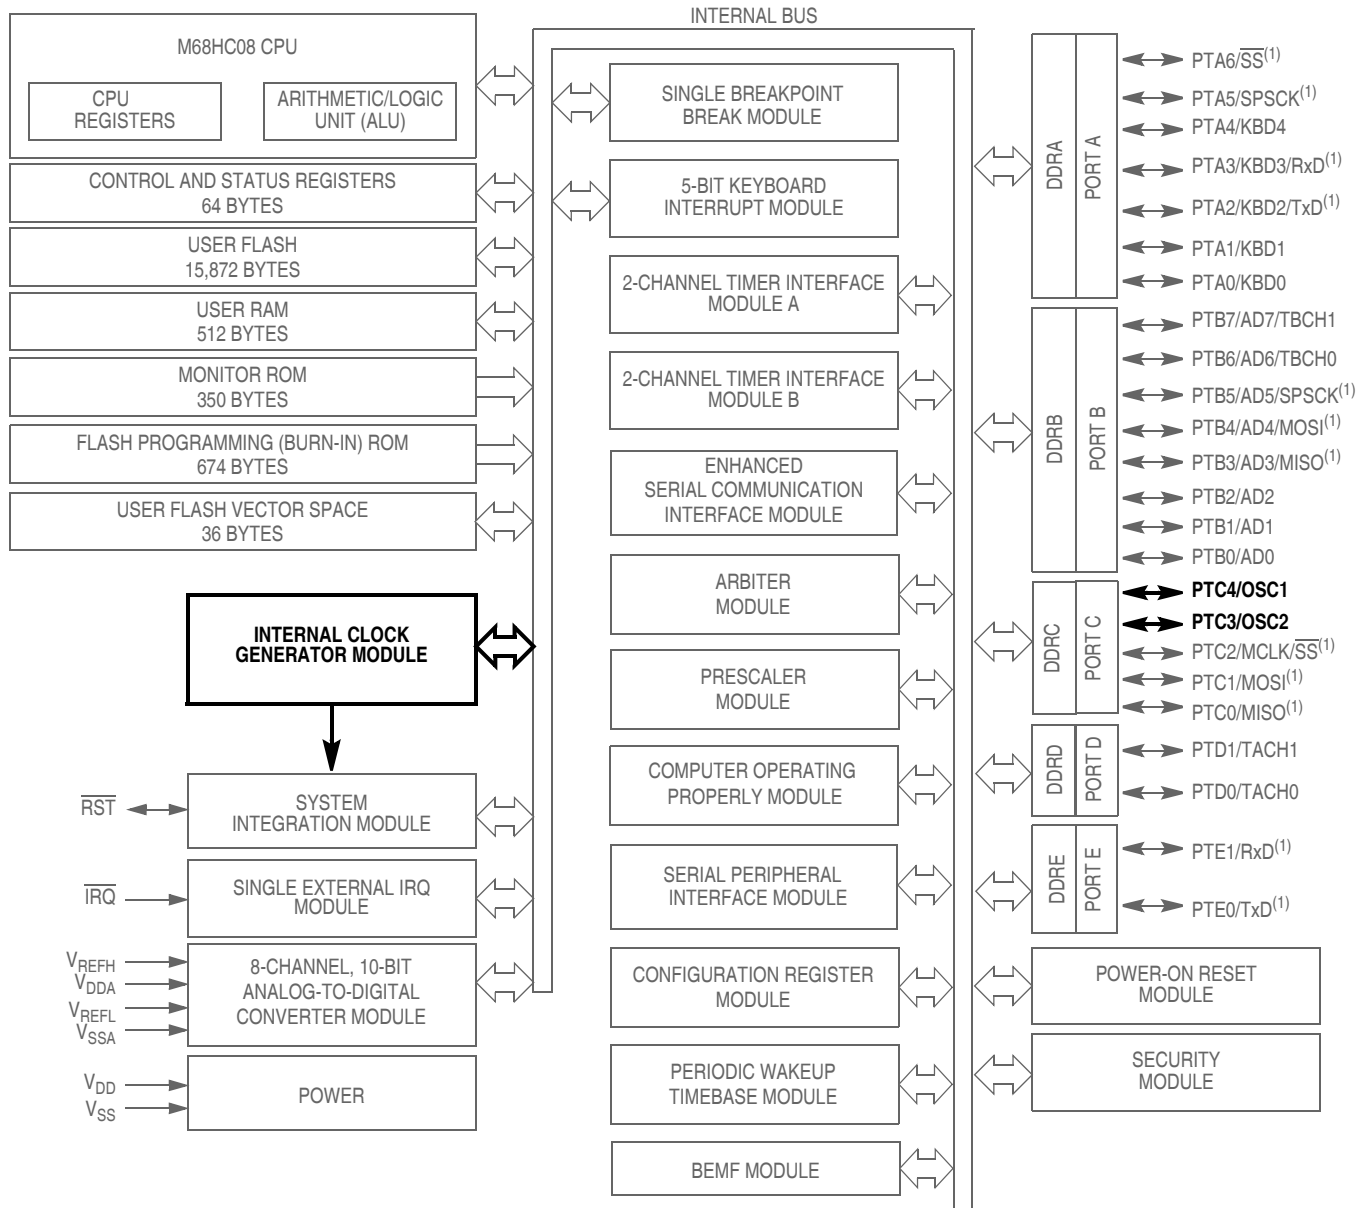 INTERNAL BUS
M68HC08 CPU
CPU
REGISTERS
ARITHMETIC/LOGIC
UNIT (ALU)
CONTROL AND STATUS REGISTERS
64 BYTES
USER FLASH
15,872 BYTES
USER RAM
512 BYTES
MONITOR ROM
350 BYTES
FLASH PROGRAMMING (BURN-IN) ROM
674 BYTES
USER FLASH VECTOR SPACE
36 BYTES
INTERNAL CLOCK
GENERATOR MODULE
RST
SYSTEM
INTEGRATION MODULE
IRQ
SINGLE EXTERNAL IRQ
MODULE
VREFH
VDDA
VREFL
VSSA
8-CHANNEL, 10-BIT
ANALOG-TO-DIGITAL
CONVERTER MODULE
VDD
VSS
POWER
SINGLE BREAKPOINT
BREAK MODULE
5-BIT KEYBOARD
INTERRUPT MODULE
2-CHANNEL TIMER INTERFACE
MODULE A
2-CHANNEL TIMER INTERFACE
MODULE B
ENHANCED
SERIAL COMMUNICATION
INTERFACE MODULE
ARBITER
MODULE
PRESCALER
MODULE
COMPUTER OPERATING
PROPERLY MODULE
SERIAL PERIPHERAL
INTERFACE MODULE
CONFIGURATION REGISTER
MODULE
PERIODIC WAKEUP
TIMEBASE MODULE
BEMF MODULE
DDRA
PORT A
PTA6/SS(1)
PTA5/SPSCK(1)
PTA4/KBD4
PTA3/KBD3/RxD(1)
PTA2/KBD2/TxD(1)
PTA1/KBD1
PTA0/KBD0
DDRB
PORT B
PTB7/AD7/TBCH1
PTB6/AD6/TBCH0
PTB5/AD5/SPSCK(1)
PTB4/AD4/MOSI(1)
PTB3/AD3/MISO(1)
PTB2/AD2
PTB1/AD1
PTB0/AD0
DDRC
PORT C
PTC4/OSC1
PTC3/OSC2
PTC2/MCLK/SS(1)
PTC1/MOSI(1)
PTC0/MISO(1)
DDRD
PORT D
PTD1/TACH1
PTD0/TACH0
DDRE
PORT E
PTE1/RxD(1)
PTE0/TxD(1)
POWER-ON RESET
MODULE
SECURITY
MODULE